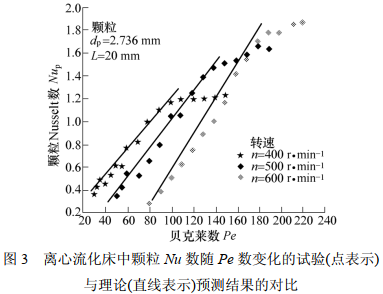 颗粒Nusselt数 Nuₚ
2.0
1.8
1.6
1.4
1.2
1.0
0.8
0.6
0.4
0.2
颗粒
dₚ=2.736 mm
L=20 mm
转速
★ n=400 r•min⁻¹
◆ n=500 r•min⁻¹
◈ n=600 r•min⁻¹
20 40 60 80 100 120 140 160 180 200 220 240
贝克莱数 Pe
图 3 离心流化床中颗粒 Nu 数随 Pe 数变化的试验(点表示)
与理论(直线表示)预测结果的对比